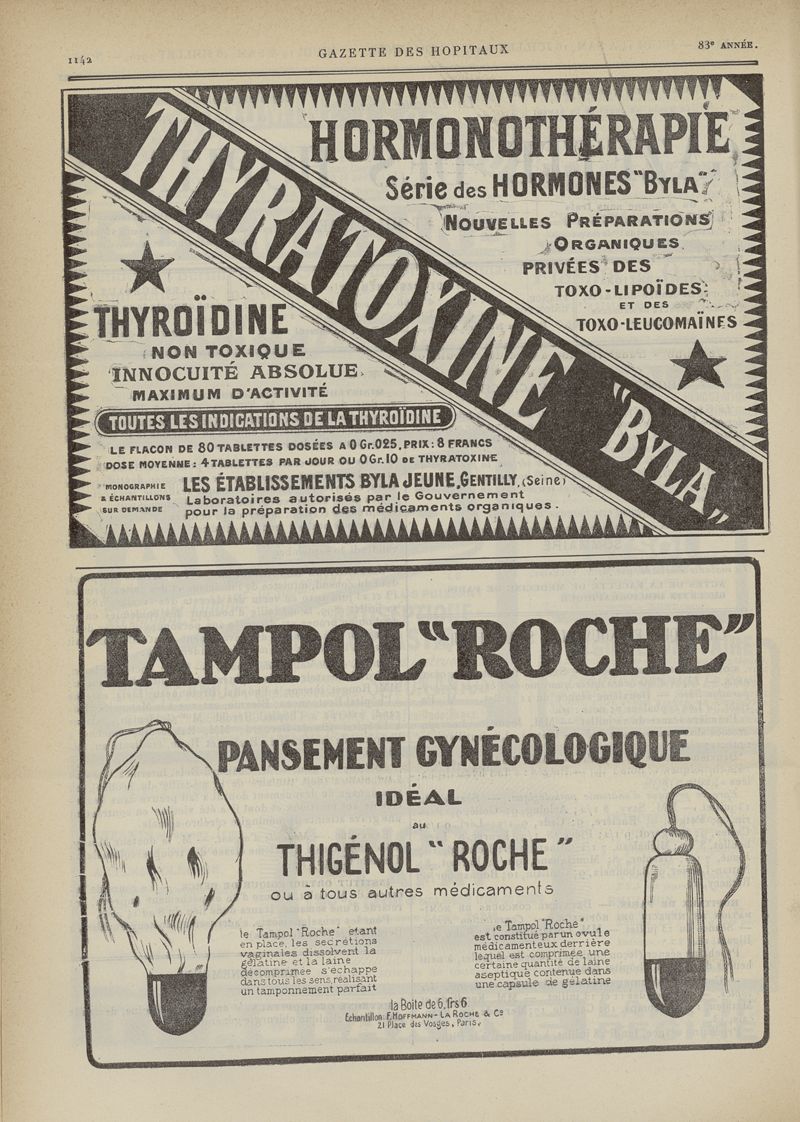 1142
GAZETTE DES HOPITAUX
83e ANNÉE.
THYRATOXINE "BYLA"
HORMONOTHÉRAPIE
Série des HORMONES "BYLA"
NOUVELLES PRÉPARATIONS
ORGANIQUES
PRIVÉES DES
TOXO-LIPOÏDES
ET DES
TOXO-LEUCOMAÏNES
THYROÏDINE
NON TOXIQUE
INNOCUITÉ ABSOLUE
MAXIMUM D'ACTIVITÉ
TOUTES LES INDICATIONS DE LA THYROÏDINE
LE FLACON DE 80 TABLETTES DOSÉES A 0 Gr.025, PRIX: 8 FRANCS
DOSE MOYENNE: 4 TABLETTES PAR JOUR OU 0 Gr.10 DE THYRATOXINE
MONOGRAPHIE
& ÉCHANTILLONS
SUR DEMANDE
LES ÉTABLISSEMENTS BYLA JEUNE, GENTILLY, (Seine)
Laboratoires autorisés par le Gouvernement
pour la préparation des médicaments organiques.
TAMPOL "ROCHE"
PANSEMENT GYNÉCOLOGIQUE
IDÉAL
au
THIGÉNOL "ROCHE"
ou à tous autres médicaments
le Tampol "Roche" étant
en place, les secrétions
vaginales dissolvent la
gélatine et la laine
decomprimée s'échappe
dans tous les sens, réalisant
un tamponnement parfait
le Tampol "Roche"
est constitué par un ovule
médicamenteux derrière
lequel est comprimée une
certaine quantité de laine
aseptique contenue dans
une capsule de gélatine
la Boite de 6, frs 6
Echantillon: F. HOFFMANN-LA ROCHE & Co
21 Place des Vosges, Paris.